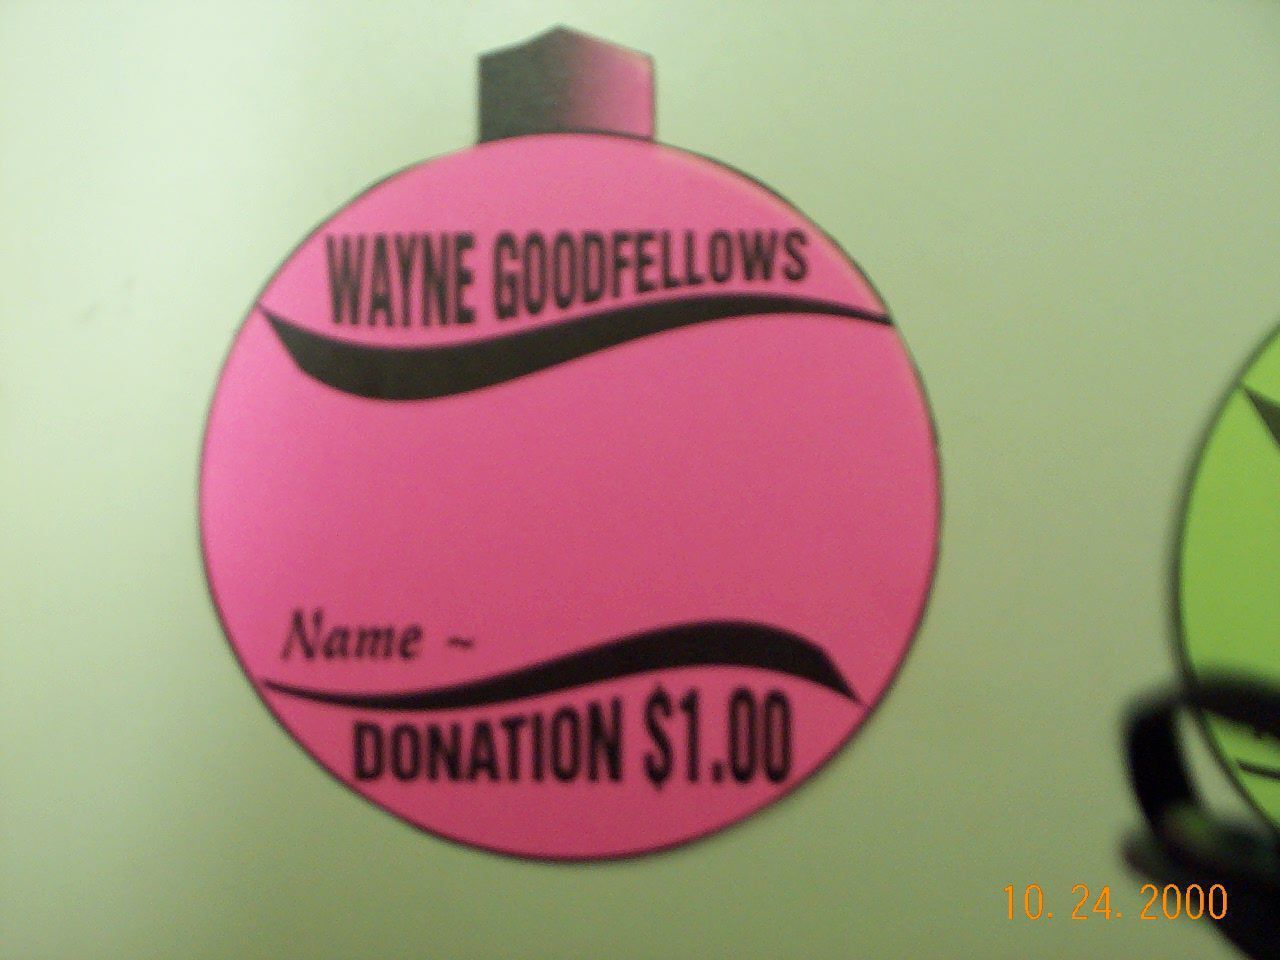 WAYNE GOODFELLOWS
Name ~
DONATION $1.00
10. 24. 2000